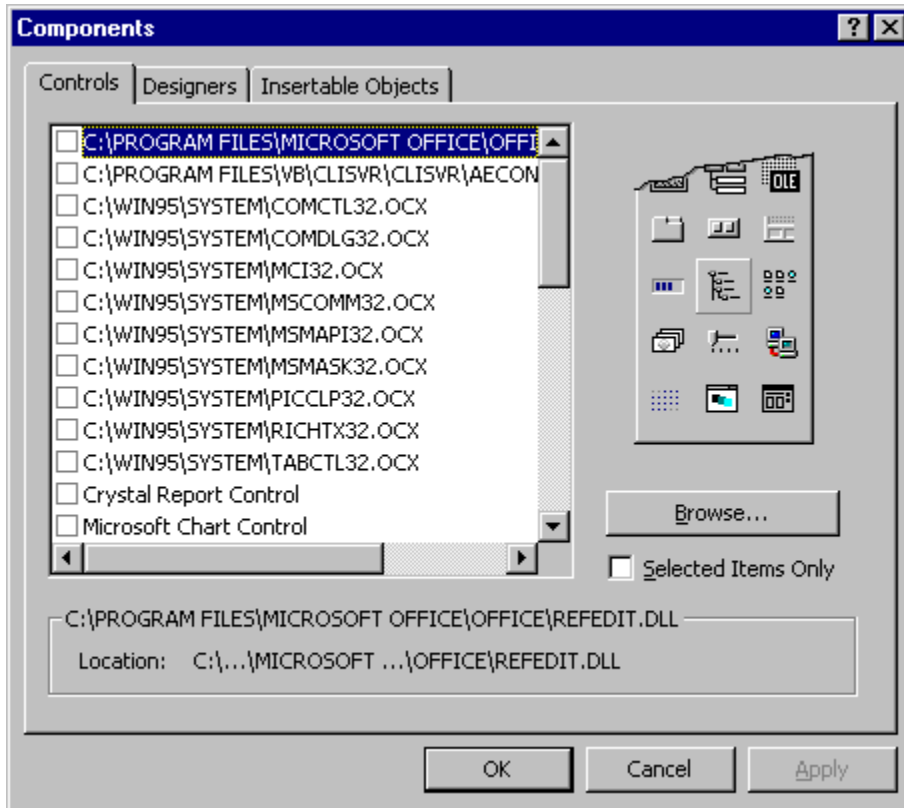 Components
Controls Designers Insertable Objects
C:\PROGRAM FILES\MICROSOFT OFFICE\OFFI
C:\PROGRAM FILES\VB\CLISVR\CLISVR\AECON
C:\WIN95\SYSTEM\COMCTL32.OCX
C:\WIN95\SYSTEM\COMDLG32.OCX
C:\WIN95\SYSTEM\MCI32.OCX
C:\WIN95\SYSTEM\MSCOMM32.OCX
C:\WIN95\SYSTEM\MSMAPI32.OCX
C:\WIN95\SYSTEM\MSMASK32.OCX
C:\WIN95\SYSTEM\PICCLP32.OCX
C:\WIN95\SYSTEM\RICHTX32.OCX
C:\WIN95\SYSTEM\TABCTL32.OCX
Crystal Report Control
Microsoft Chart Control
OLE
Browse...
Selected Items Only
C:\PROGRAM FILES\MICROSOFT OFFICE\OFFICE\REFEDIT.DLL
Location: C:\...\MICROSOFT ...\OFFICE\REFEDIT.DLL
OK Cancel Apply